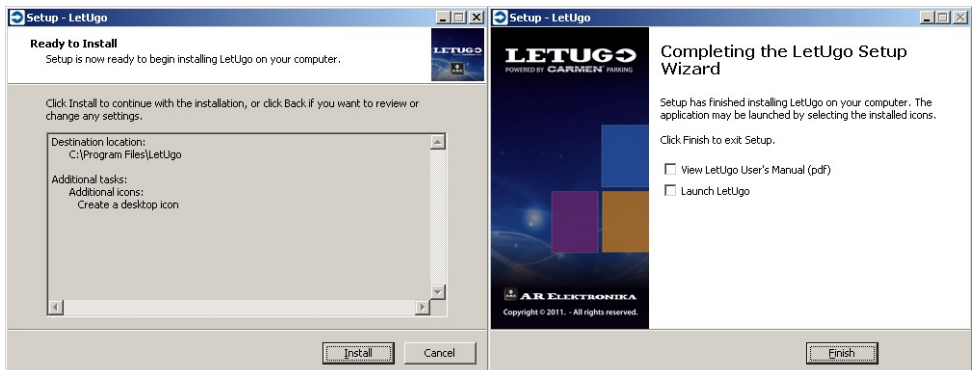 Setup - LetUgo
Ready to Install
Setup is now ready to begin installing LetUgo on your computer.
LETUGO
Click Install to continue with the installation, or click Back if you want to review or
change any settings.
Destination location:
C:\Program Files\LetUgo
Additional tasks:
Additional icons:
Create a desktop icon
Install
Cancel
Setup - LetUgo
LETUGO
POWERED BY CARMEN® PARKING
Completing the LetUgo Setup
Wizard
Setup has finished installing LetUgo on your computer. The
application may be launched by selecting the installed icons.
Click Finish to exit Setup.
View LetUgo User's Manual (pdf)
Launch LetUgo
AR ELEKTRONIKA
Copyright © 2011. - All rights reserved.
Finish